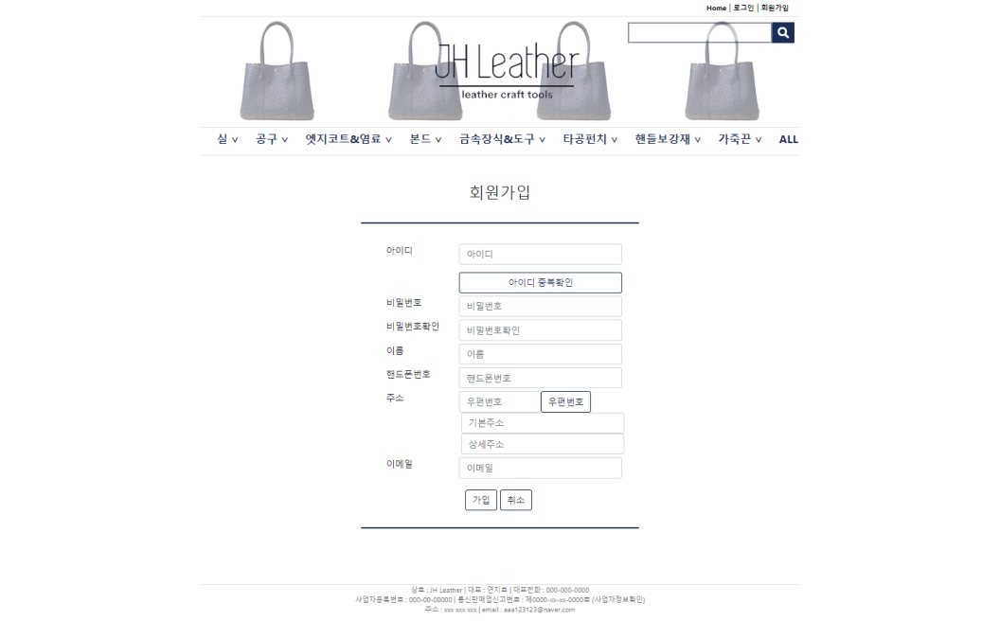 Home | 로그인 | 회원가입
JH Leather
leather craft tools
실 ∨ 공구 ∨ 엣지코트&염료 ∨ 본드 ∨ 금속장식&도구 ∨ 타공펀치 ∨ 핸들보강재 ∨ 가죽끈 ∨ ALL
회원가입
아이디 아이디
아이디 중복확인
비밀번호 비밀번호
비밀번호확인 비밀번호확인
이름 이름
핸드폰번호 핸드폰번호
주소 우편번호 우편번호
기본주소
상세주소
이메일 이메일
가입 취소
상호 : JH Leather | 대표 : 연지흐 | 대표전화 : 000-000-0000
사업자등록번호 : 000-00-00000 | 통신판매업신고번호 : 제0000-xx-xx-0000호 (사업자정보확인)
주소 : xxx xxx xxx | email : aaa123123@naver.com